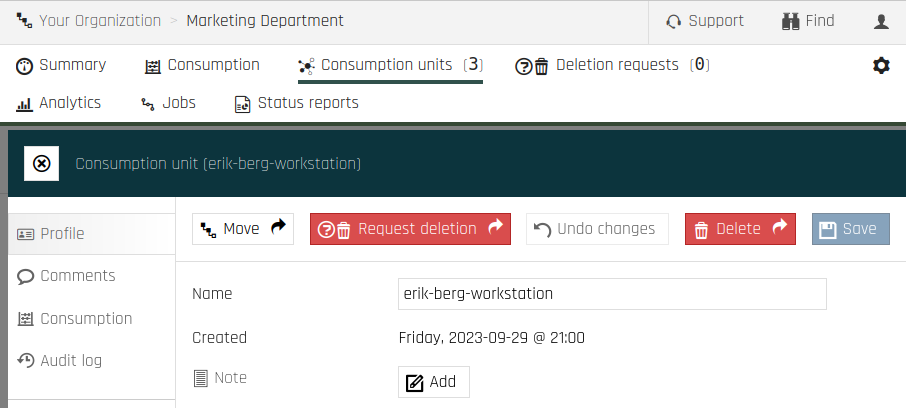 Your Organization > Marketing Department Support Find
Summary Consumption Consumption units (3) Deletion requests (0)
Analytics Jobs Status reports
Consumption unit (erik-berg-workstation)
Profile
Comments
Consumption
Audit log
Move Request deletion Undo changes Delete Save
Name erik-berg-workstation
Created Friday, 2023-09-29 @ 21:00
Note Add